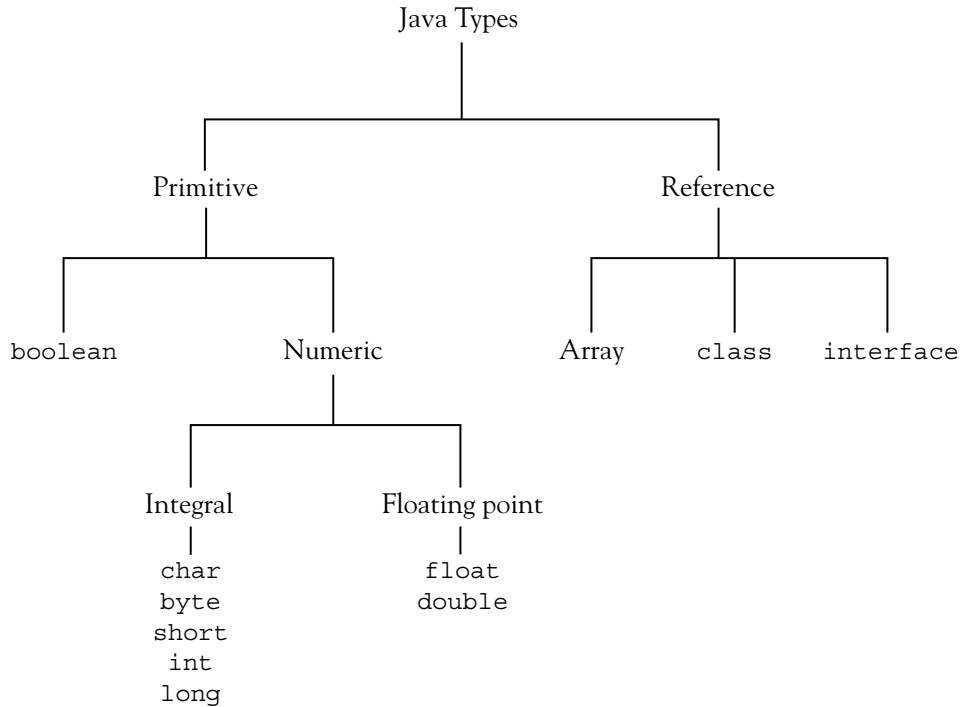 Java Types
Primitive Reference
boolean Numeric Array class interface
Integral Floating point
char float
byte double
short
int
long